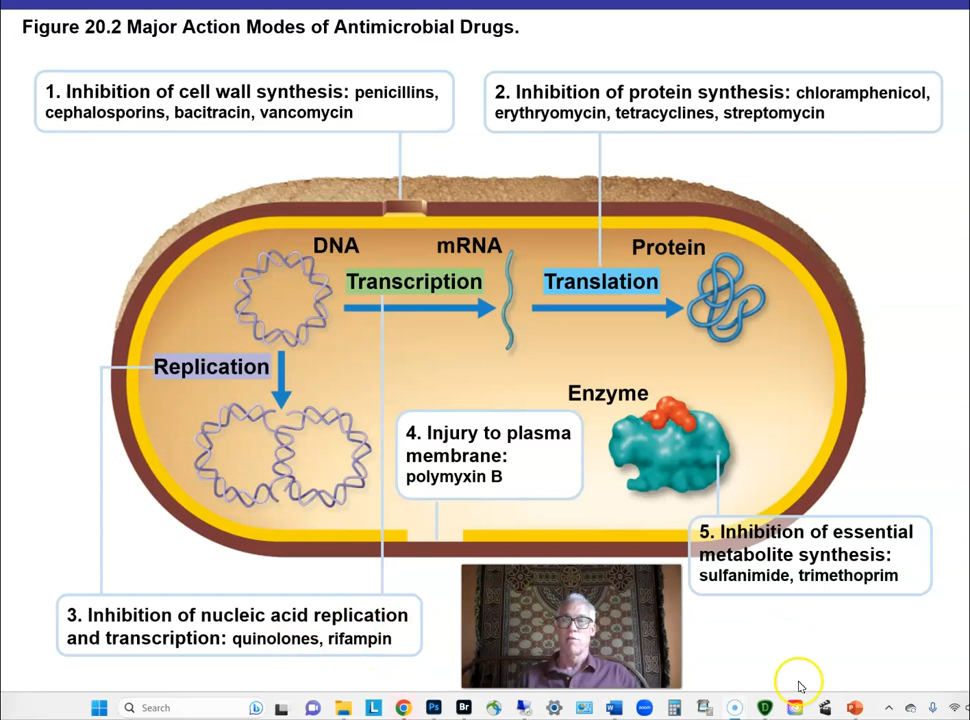 Figure 20.2 Major Action Modes of Antimicrobial Drugs.
1. Inhibition of cell wall synthesis: penicillins,
cephalosporins, bacitracin, vancomycin
2. Inhibition of protein synthesis: chloramphenicol,
erythryomycin, tetracyclines, streptomycin
DNA
mRNA
Protein
Transcription
Translation
Replication
Enzyme
4. Injury to plasma
membrane:
polymyxin B
5. Inhibition of essential
metabolite synthesis:
sulfanimide, trimethoprim
3. Inhibition of nucleic acid replication
and transcription: quinolones, rifampin
Search
b
L
Ps
Br
W
zoom
D
P